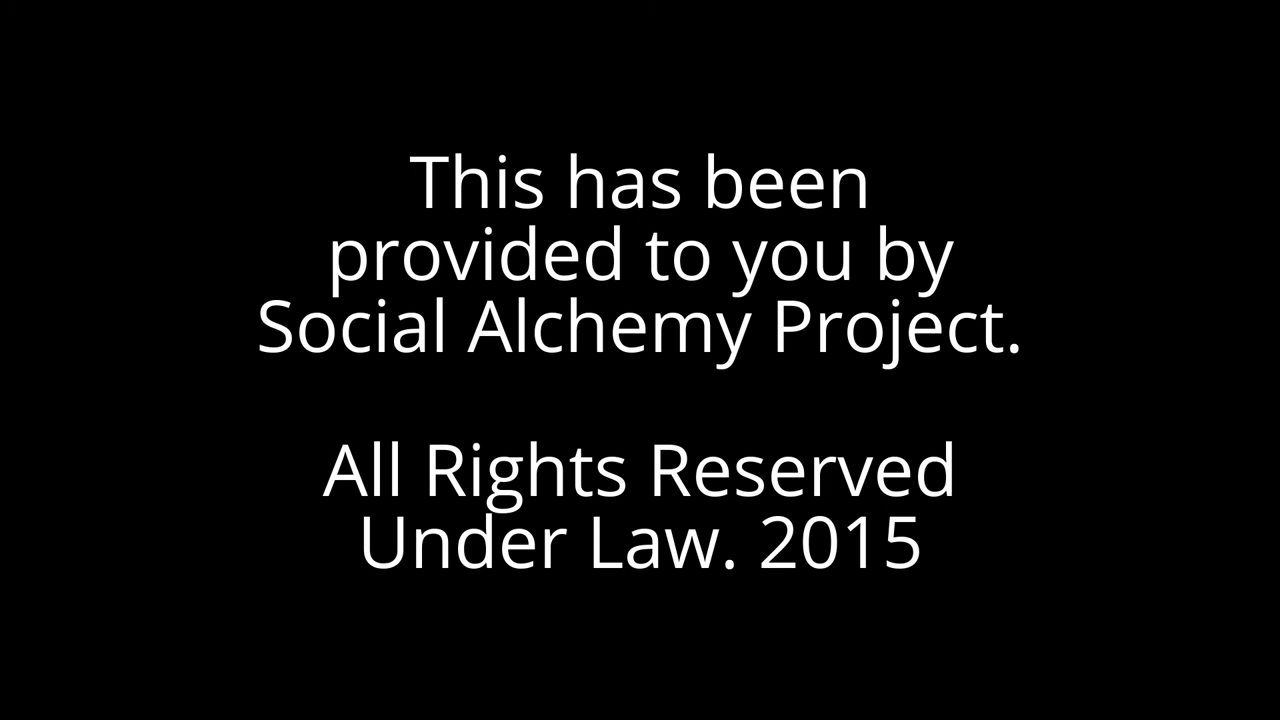 This has been
provided to you by
Social Alchemy Project.
All Rights Reserved
Under Law. 2015